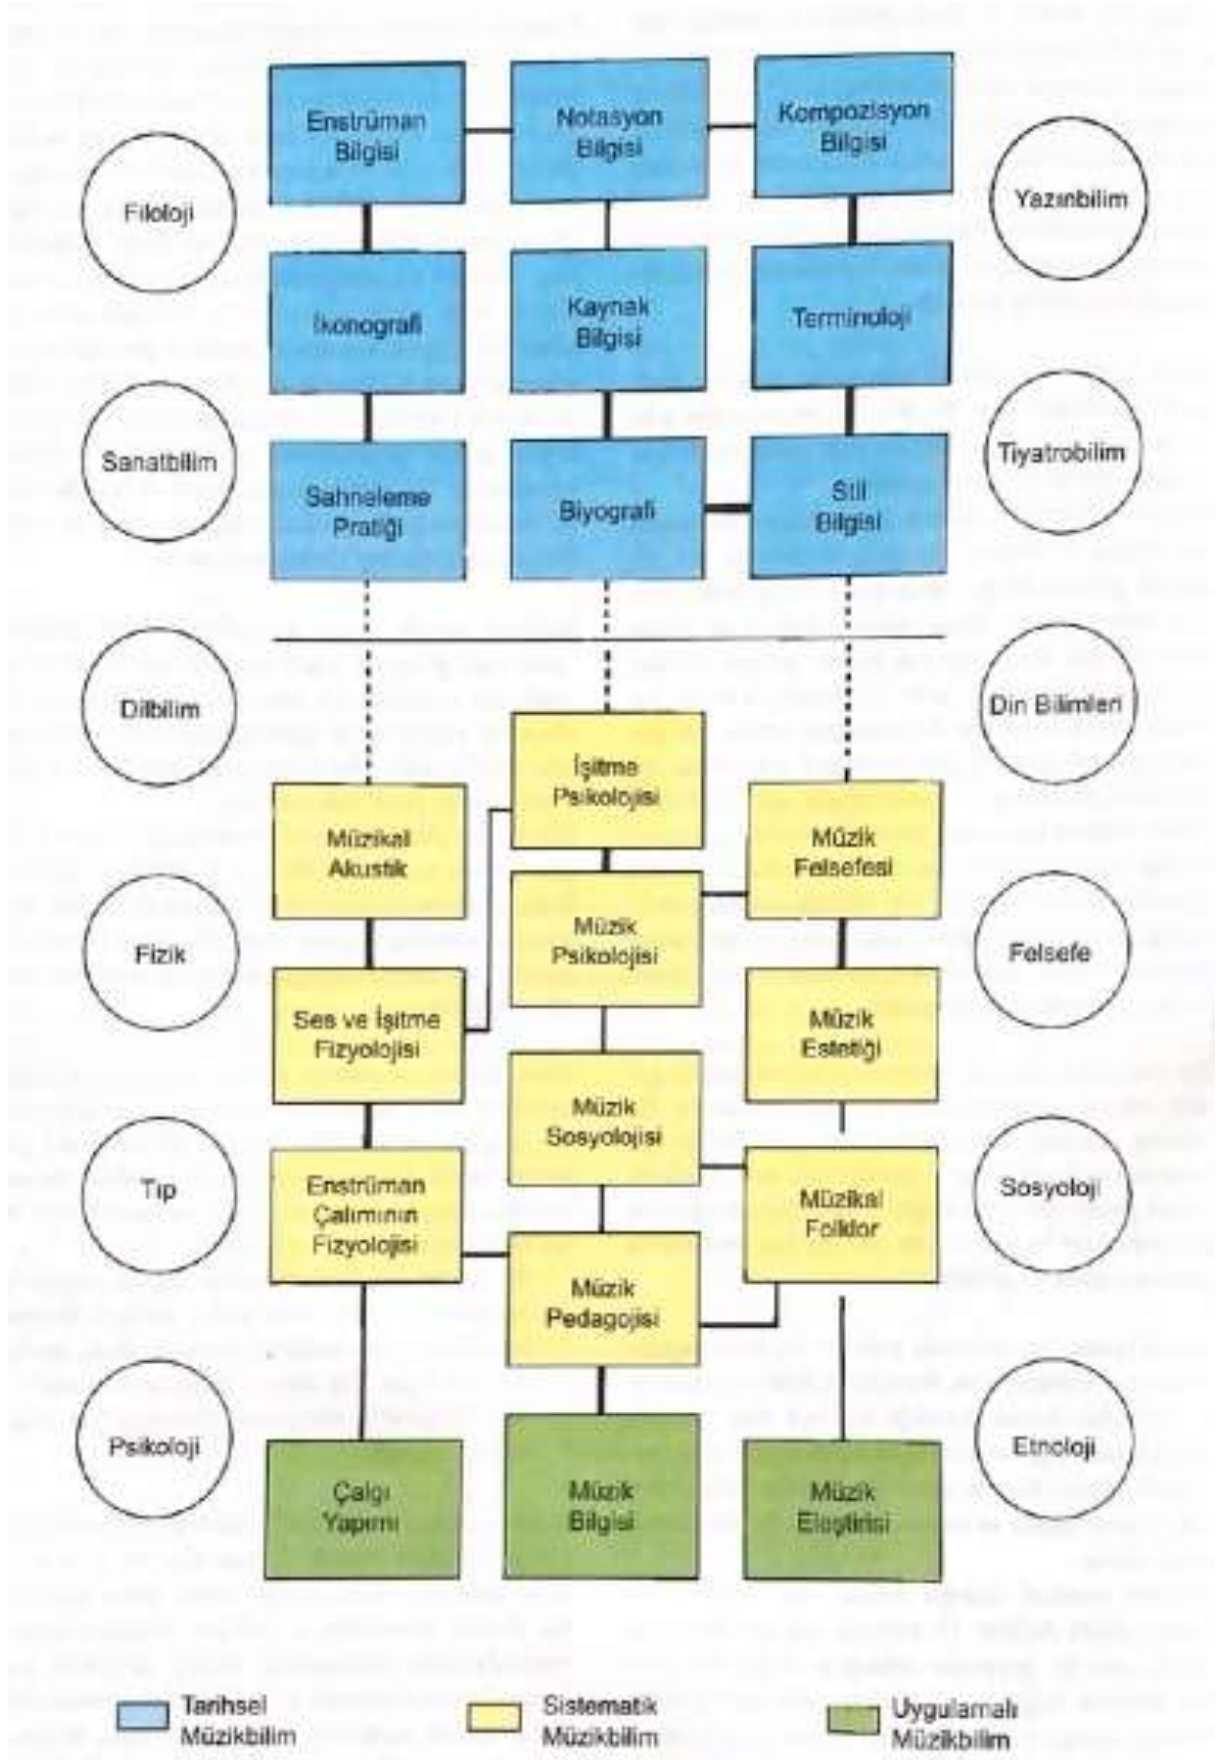 Enstrüman
Bilgisi
Notasyon
Bilgisi
Kompozisyon
Bilgisi
Filoloji
Yazınbilim
İkonografi
Kaynak
Bilgisi
Terminoloji
Sanatbilim
Tiyatrobilim
Sahneleme
Pratiği
Biyografi
Stil
Bilgisi
Dilbilim
Din Bilimleri
İşitme
Psikolojisi
Müzikal
Akustik
Müzik
Felsefesi
Müzik
Psikolojisi
Fizik
Felsefe
Ses ve İşitme
Fizyolojisi
Müzik
Estetiği
Müzik
Sosyolojisi
Tıp
Sosyoloji
Enstrüman
Çalımının
Fizyolojisi
Müzikal
Folklor
Müzik
Pedagojisi
Psikoloji
Etnoloji
Çalgı
Yapımı
Müzik
Bilgisi
Müzik
Eleştirisi
Tarihsel
Müzikbilim
Sistematik
Müzikbilim
Uygulamalı
Müzikbilim